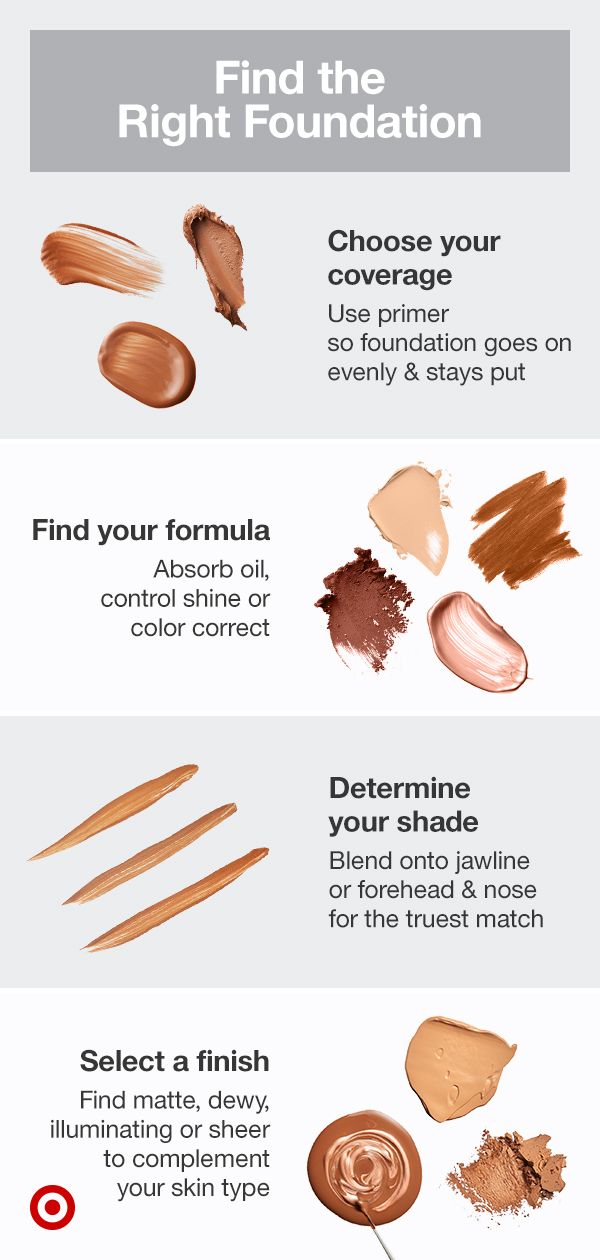 Find the
Right Foundation
Choose your
coverage
Use primer
so foundation goes on
evenly & stays put
Find your formula
Absorb oil,
control shine or
color correct
Determine
your shade
Blend onto jawline
or forehead & nose
for the truest match
Select a finish
Find matte, dewy,
illuminating or sheer
to complement
your skin type